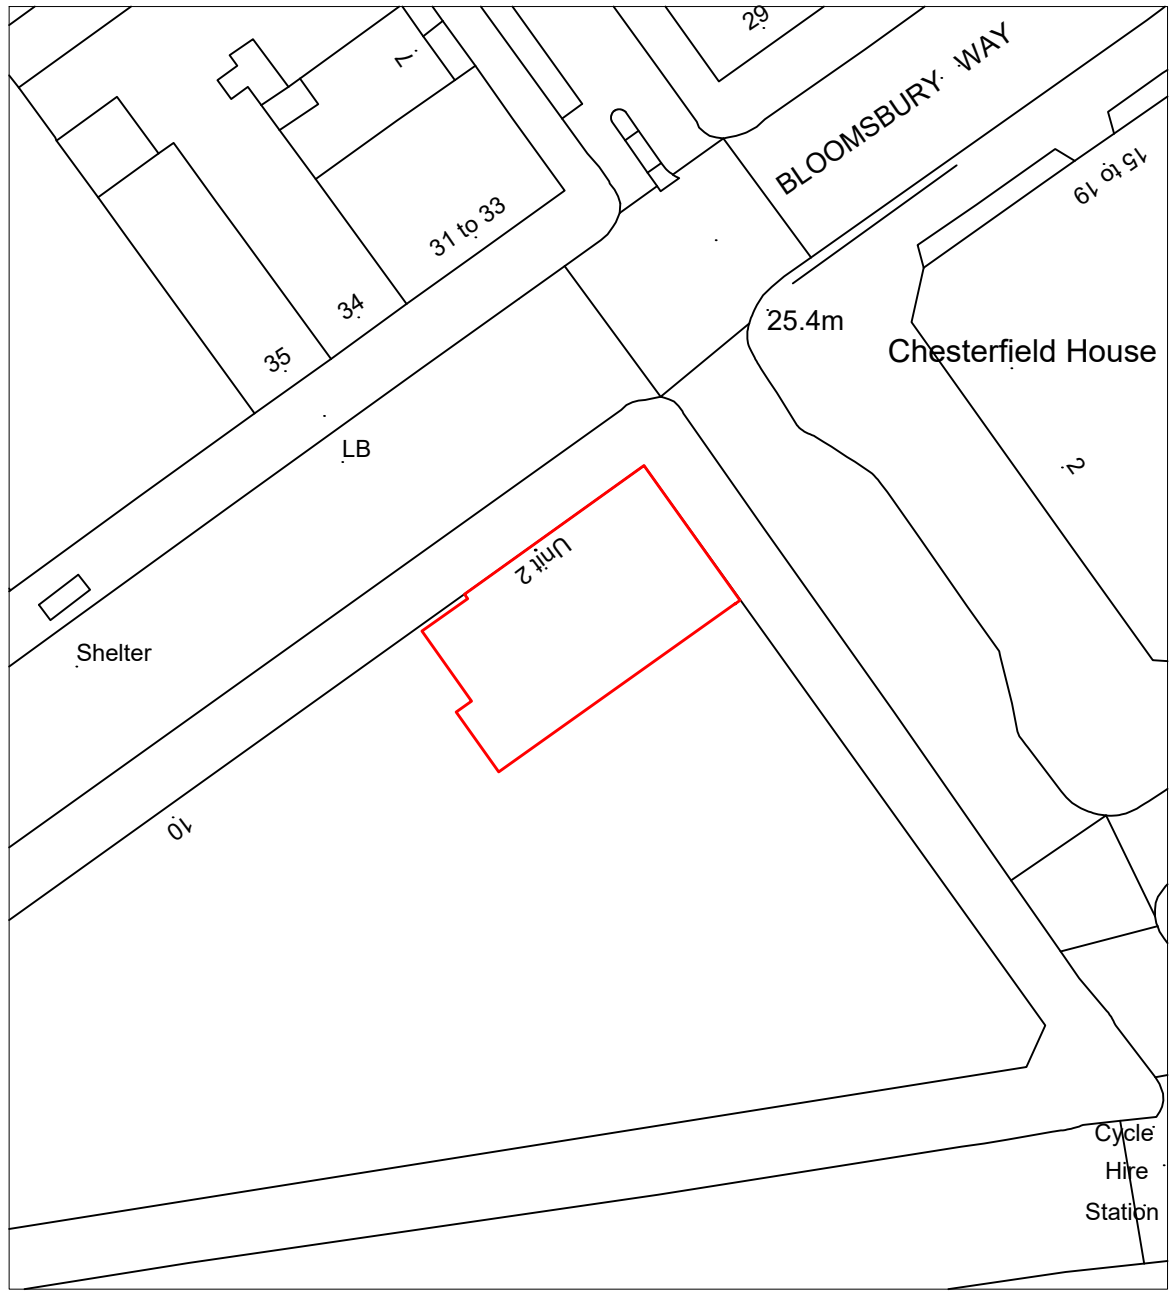 29
7
BLOOMSBURY WAY
15 to 19
31 to 33
34
25.4m
35
Chesterfield House
LB
2
Unit 2
Shelter
10
Cycle
Hire
Station